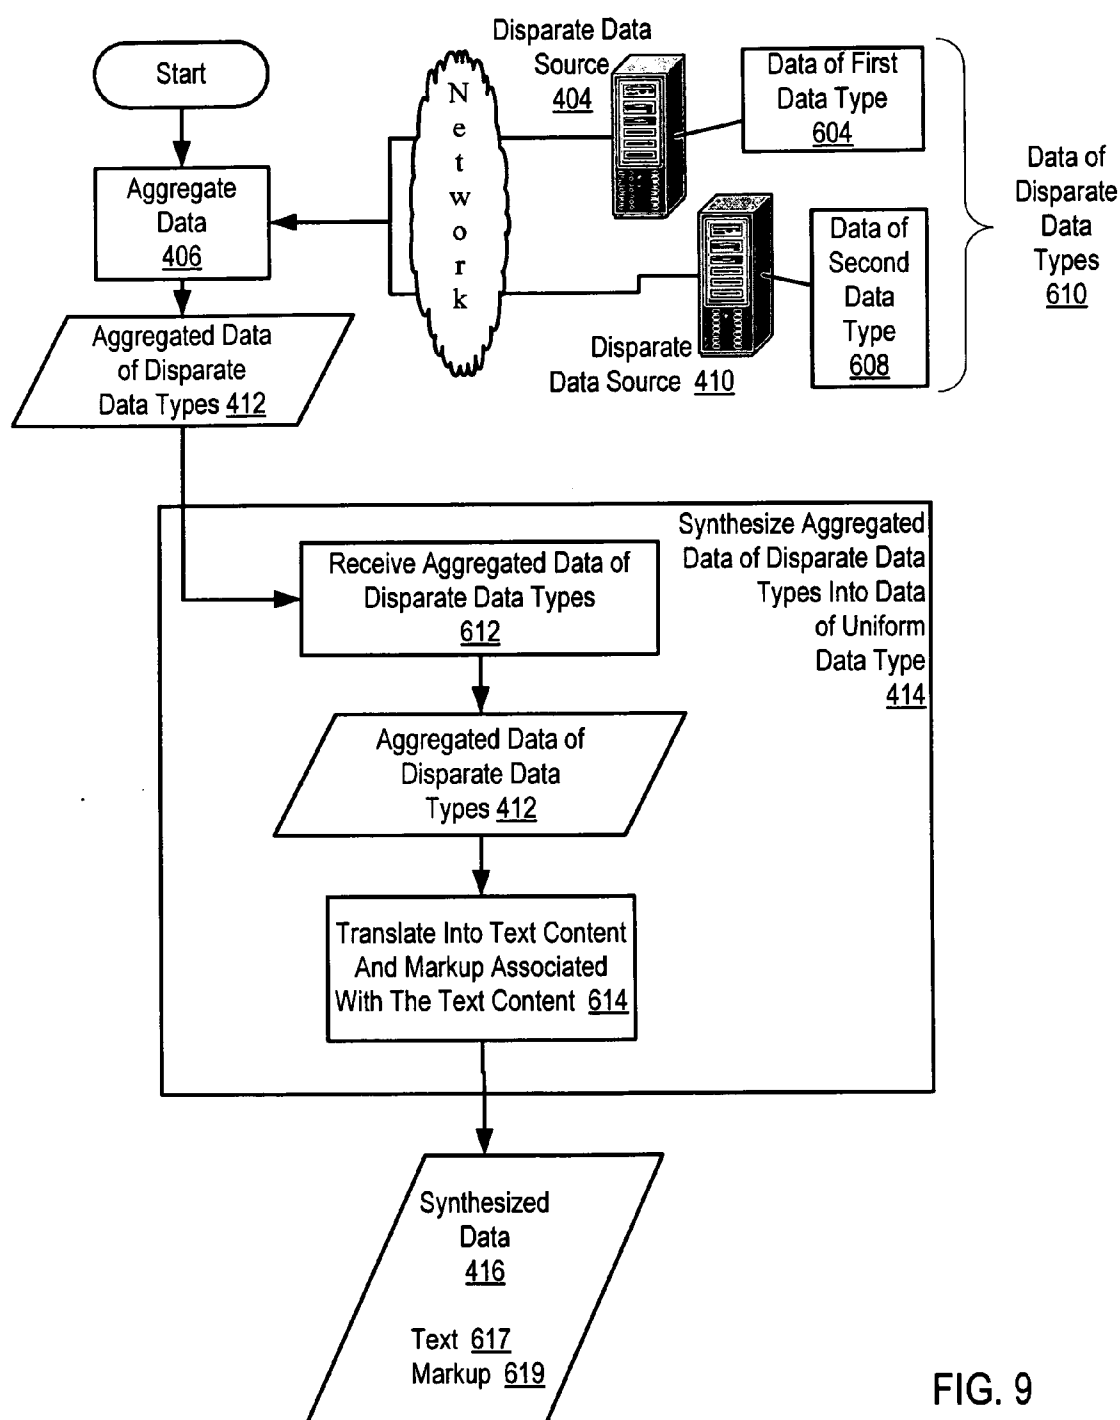 Start
Aggregate
Data
406
Aggregated Data
of Disparate
Data Types 412
Network
Disparate Data
Source
404
Data of First
Data Type
604
Data of
Second
Data
Type
608
Disparate
Data Source 410
Data of
Disparate
Data
Types
610
Synthesize Aggregated
Data of Disparate Data
Types Into Data
of Uniform
Data Type
414
Receive Aggregated Data of
Disparate Data Types
612
Aggregated Data of
Disparate Data
Types 412
Translate Into Text Content
And Markup Associated
With The Text Content 614
Synthesized
Data
416
Text 617
Markup 619
FIG. 9